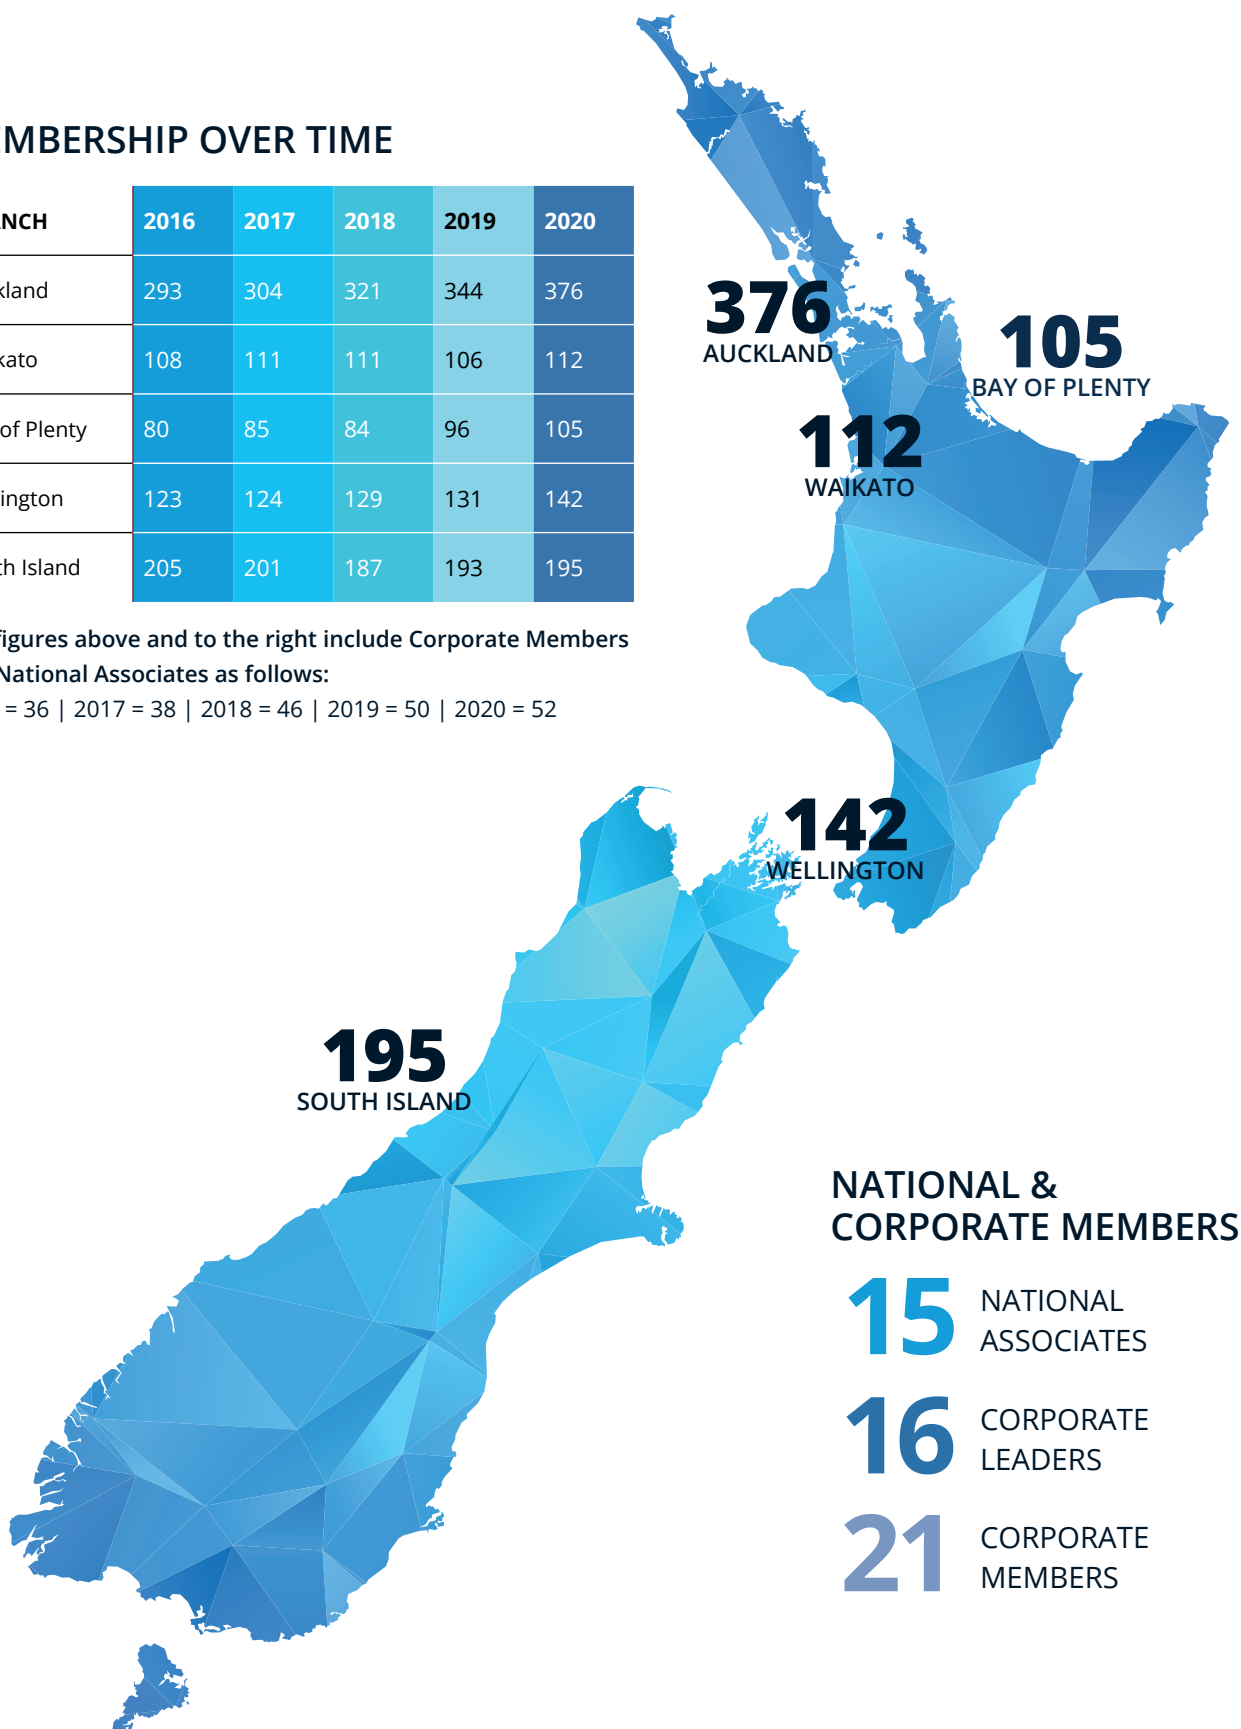 EMBERSHIP OVER TIME
NCH 2016 2017 2018 2019 2020
kland 293 304 321 344 376
kato 108 111 111 106 112
of Plenty 80 85 84 96 105
ington 123 124 129 131 142
th Island 205 201 187 193 195
figures above and to the right include Corporate Members
National Associates as follows:
= 36 | 2017 = 38 | 2018 = 46 | 2019 = 50 | 2020 = 52
376
AUCKLAND
105
BAY OF PLENTY
112
WAIKATO
142
WELLINGTON
195
SOUTH ISLAND
NATIONAL &
CORPORATE MEMBERS
15 NATIONAL
ASSOCIATES
16 CORPORATE
LEADERS
21 CORPORATE
MEMBERS